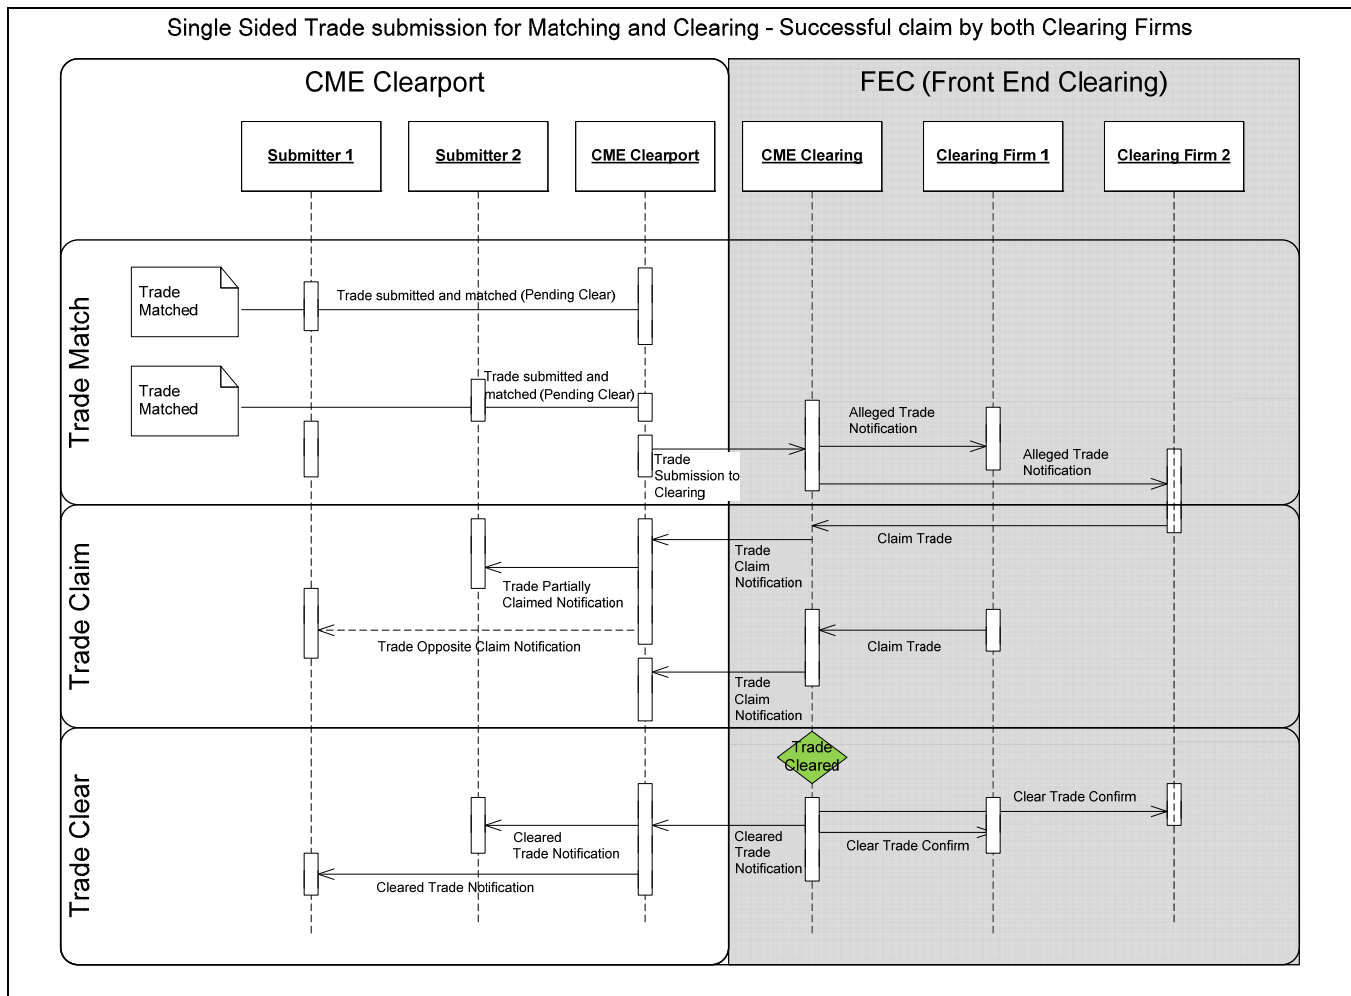 Single Sided Trade submission for Matching and Clearing - Successful claim by both Clearing Firms
CME Clearport
FEC (Front End Clearing)
Submitter 1
Submitter 2
CME Clearport
CME Clearing
Clearing Firm 1
Clearing Firm 2
Trade Match
Trade
Matched
Trade submitted and matched (Pending Clear)
Trade
Matched
Trade submitted and
matched (Pending Clear)
Trade
Submission to
Clearing
Alleged Trade
Notification
Alleged Trade
Notification
Trade Claim
Claim Trade
Trade
Claim
Notification
Trade Partially
Claimed Notification
Trade Opposite Claim Notification
Claim Trade
Trade
Claim
Notification
Trade Clear
Trade
Cleared
Clear Trade Confirm
Cleared
Trade Notification
Cleared
Trade
Notification
Clear Trade Confirm
Cleared Trade Notification